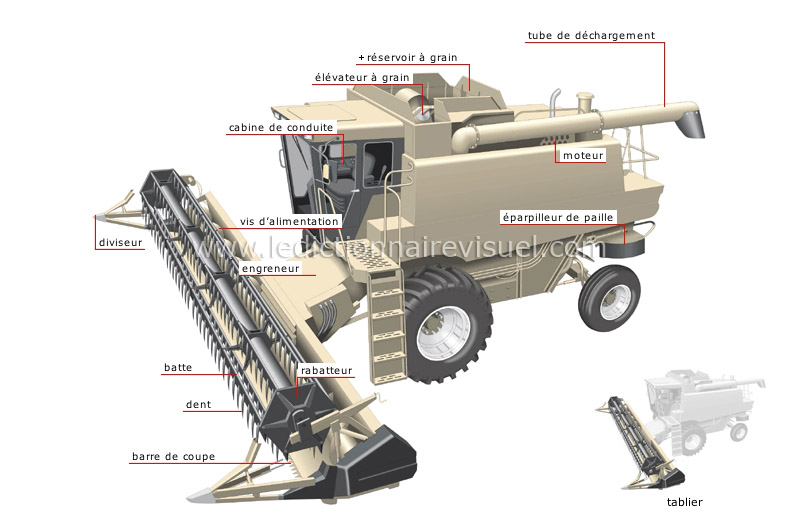 tube de déchargement
+réservoir à grain
élévateur à grain
cabine de conduite
moteur
vis d'alimentation
éparpilleur de paille
diviseur
www.ledictionnairevisuel.com
engreneur
batte
rabatteur
dent
barre de coupe
tablier